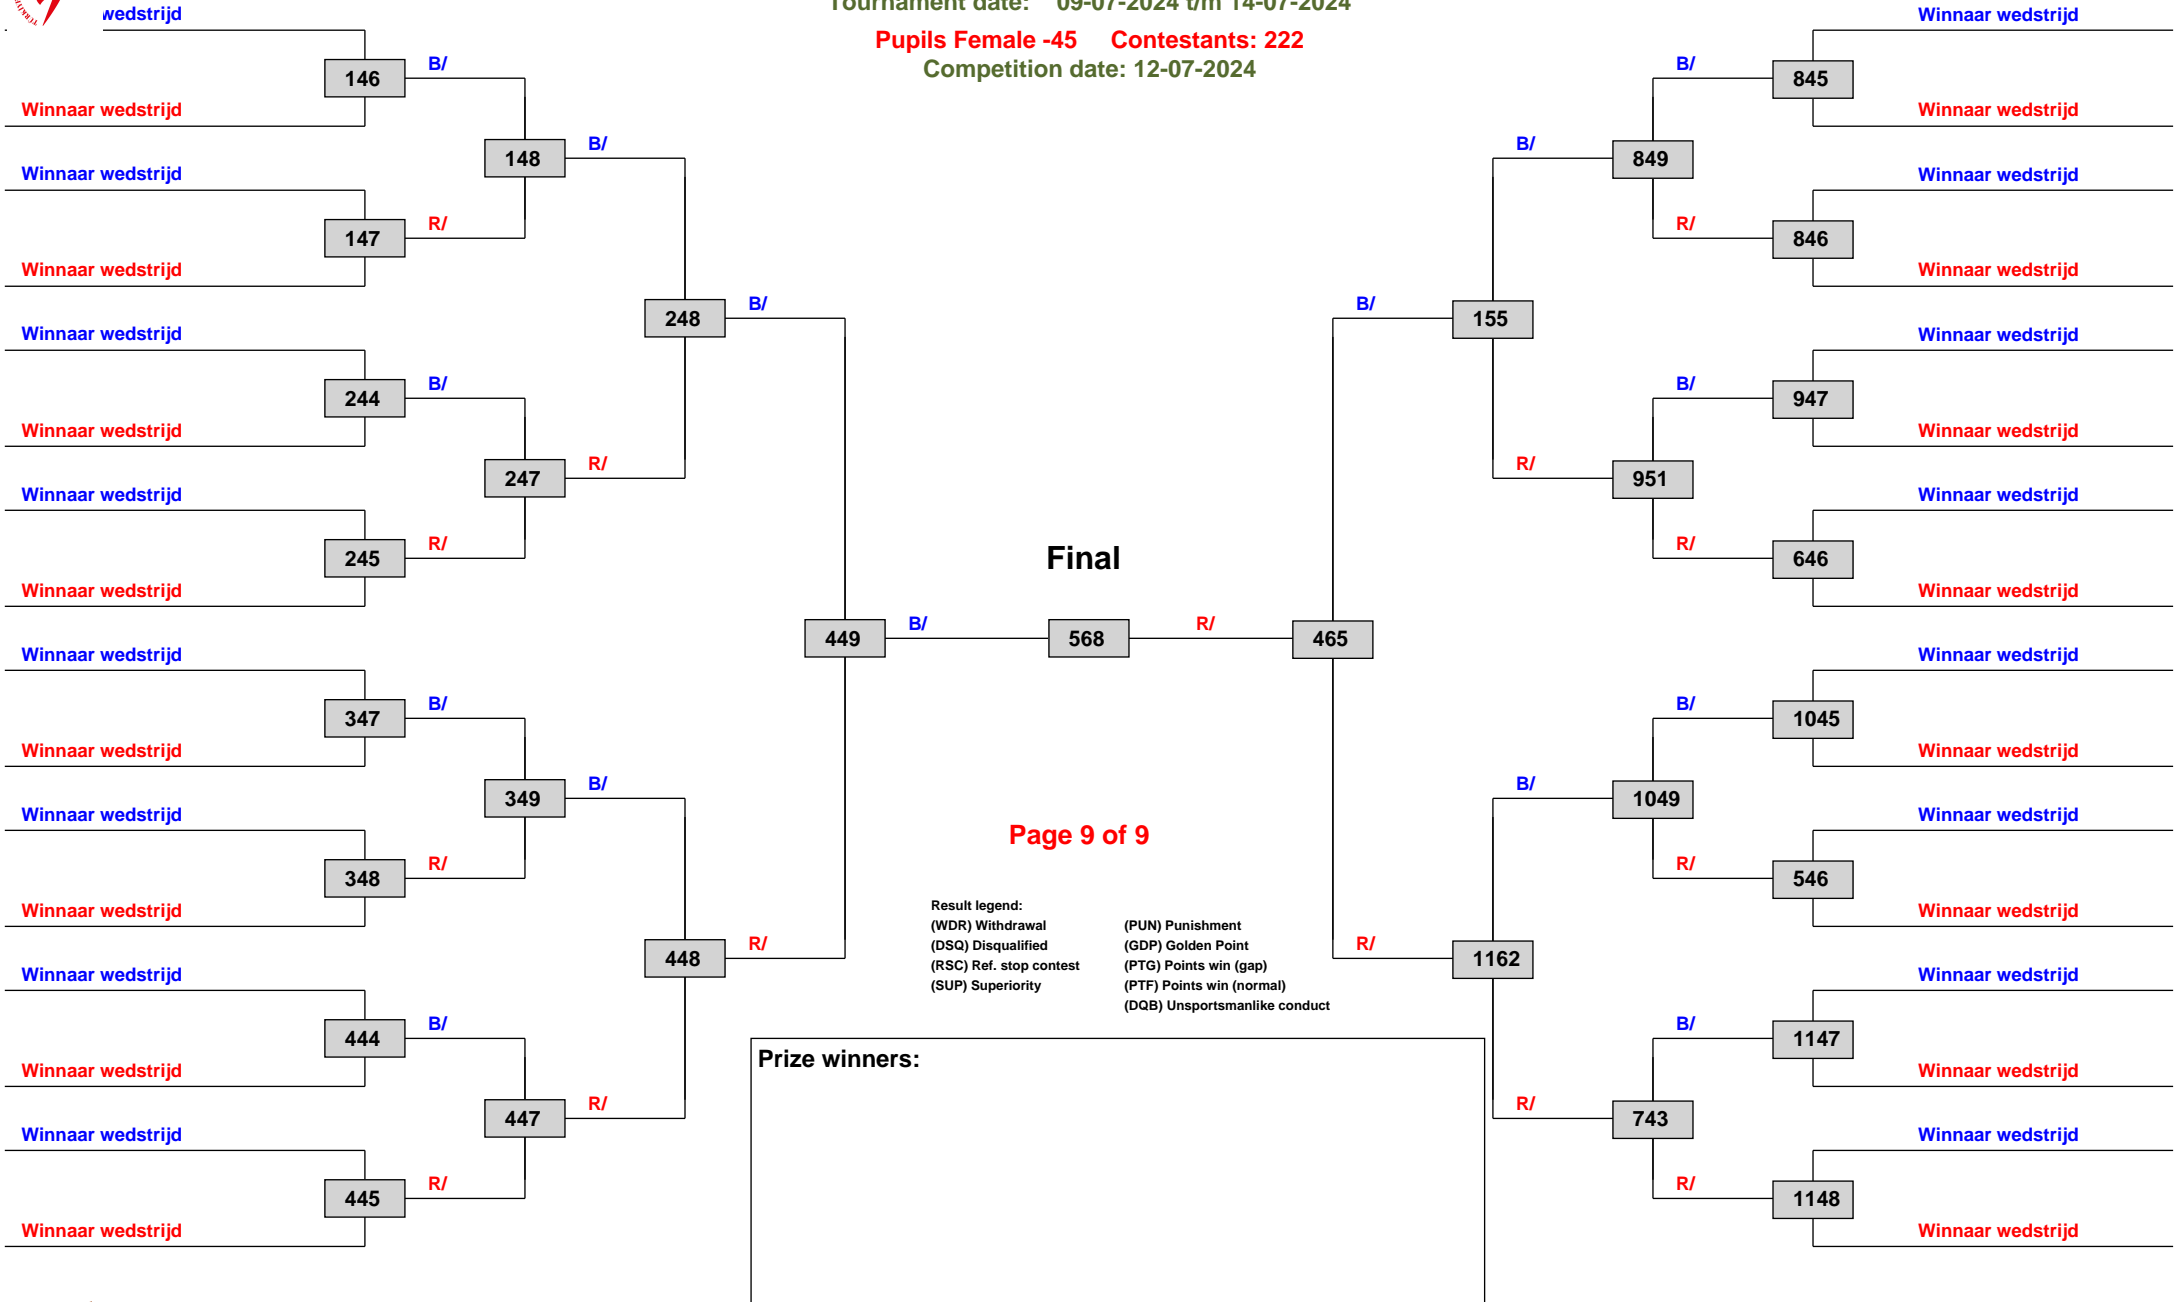 Tournament date: 09-07-2024 t/m 14-07-2024
Pupils Female -45 Contestants: 222
Competition date: 12-07-2024
wedstrijd
146
B/
Winnaar wedstrijd
148
B/
Winnaar wedstrijd
147
R/
Winnaar wedstrijd
248
B/
Winnaar wedstrijd
244
B/
Winnaar wedstrijd
247
R/
Winnaar wedstrijd
245
R/
Winnaar wedstrijd
449
B/
Winnaar wedstrijd
347
B/
Winnaar wedstrijd
349
B/
Winnaar wedstrijd
348
R/
Winnaar wedstrijd
448
R/
Winnaar wedstrijd
444
B/
Winnaar wedstrijd
447
R/
Winnaar wedstrijd
445
R/
Winnaar wedstrijd
Final
568
R/
465
Page 9 of 9
Result legend:
(WDR) Withdrawal
(DSQ) Disqualified
(RSC) Ref. stop contest
(SUP) Superiority
(PUN) Punishment
(GDP) Golden Point
(PTG) Points win (gap)
(PTF) Points win (normal)
(DQB) Unsportsmanlike conduct
Prize winners:
Winnaar wedstrijd
B/
845
Winnaar wedstrijd
B/
849
Winnaar wedstrijd
R/
846
Winnaar wedstrijd
B/
155
Winnaar wedstrijd
B/
947
Winnaar wedstrijd
R/
951
Winnaar wedstrijd
R/
646
Winnaar wedstrijd
Winnaar wedstrijd
B/
1045
Winnaar wedstrijd
B/
1049
Winnaar wedstrijd
R/
546
Winnaar wedstrijd
R/
1162
Winnaar wedstrijd
B/
1147
Winnaar wedstrijd
R/
743
Winnaar wedstrijd
R/
1148
Winnaar wedstrijd